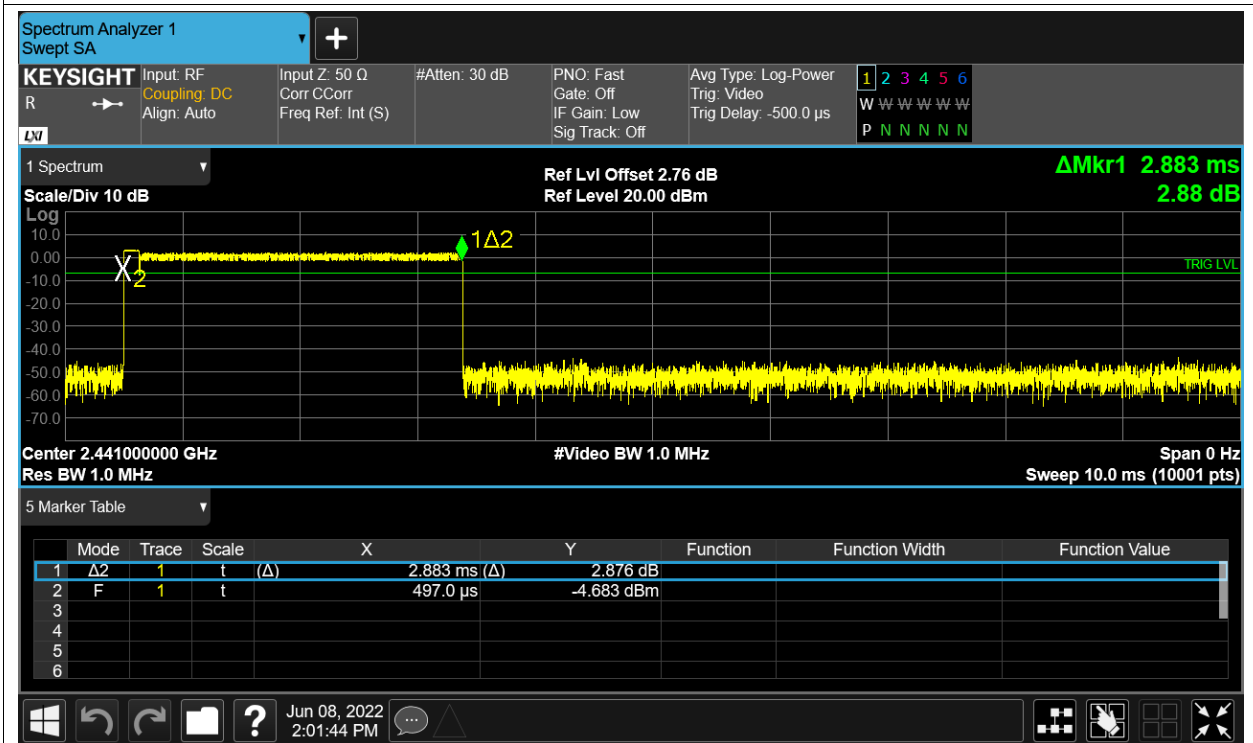 Spectrum Analyzer 1
Swept SA
KEYSIGHT Input: RF Input Z: 50 Ω #Atten: 30 dB PNO: Fast Avg Type: Log-Power 1 2 3 4 5 6
R Coupling: DC Corr CCorr Gate: Off Trig: Video W W W W W W
Align: Auto Freq Ref: Int (S) IF Gain: Low Trig Delay: -500.0 µs P N N N N N
LXI Sig Track: Off
1 Spectrum Ref Lvl Offset 2.76 dB ΔMkr1 2.883 ms
Scale/Div 10 dB Ref Level 20.00 dBm 2.88 dB
Log
10.0 1Δ2
0.00 X TRIG LVL
-10.0 2
-20.0
-30.0
-40.0
-50.0
-60.0
-70.0
Center 2.441000000 GHz #Video BW 1.0 MHz Span 0 Hz
Res BW 1.0 MHz Sweep 10.0 ms (10001 pts)
5 Marker Table
Mode Trace Scale X Y Function Function Width Function Value
1 Δ2 1 t (Δ) 2.883 ms (Δ) 2.876 dB
2 F 1 t 497.0 µs -4.683 dBm
3
4
5
6
? Jun 08, 2022
2:01:44 PM